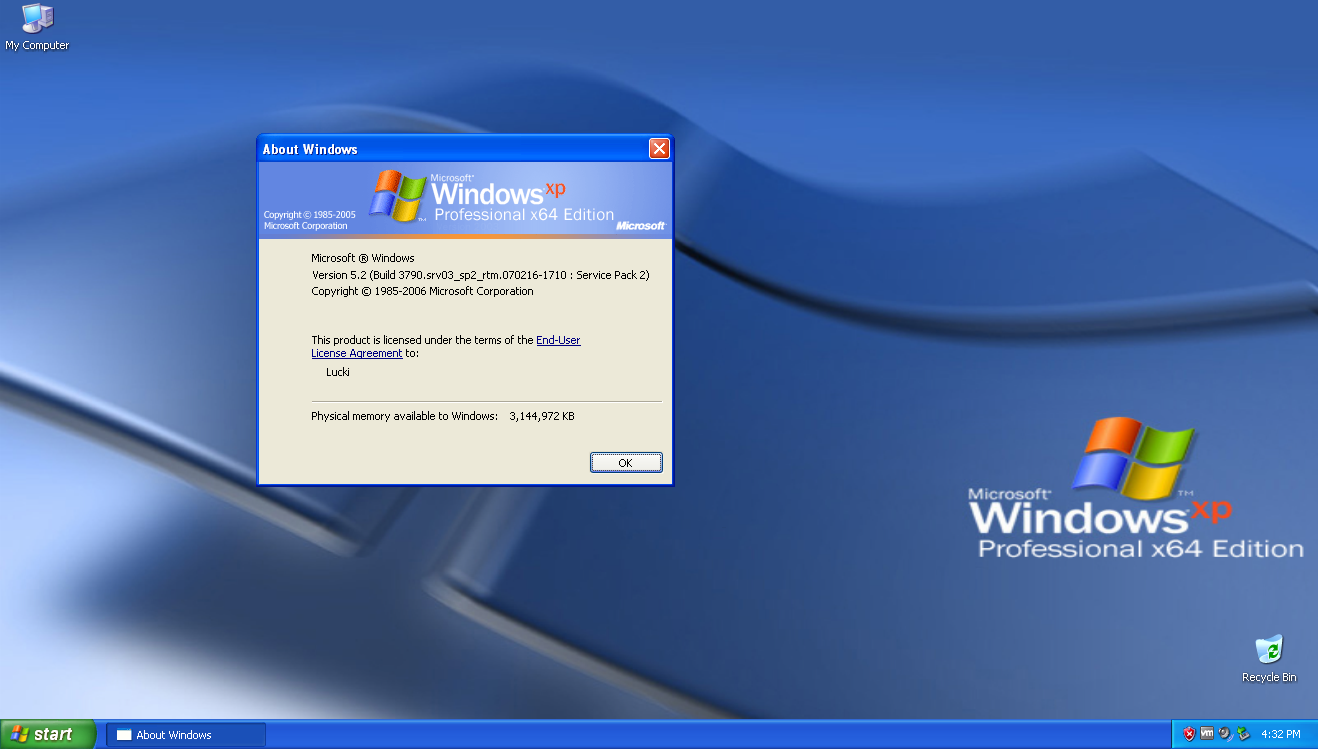 My Computer
About Windows
Microsoft®
Windows xp
Professional x64 Edition
Copyright © 1985-2005
Microsoft Corporation
Microsoft
Microsoft ® Windows
Version 5.2 (Build 3790.srv03_sp2_rtm.070216-1710 : Service Pack 2)
Copyright © 1985-2006 Microsoft Corporation
This product is licensed under the terms of the End-User
License Agreement to:
Lucki
Physical memory available to Windows: 3,144,972 KB
OK
Microsoft®
Windows xp
Professional x64 Edition
Recycle Bin
start
About Windows
vm
4:32 PM